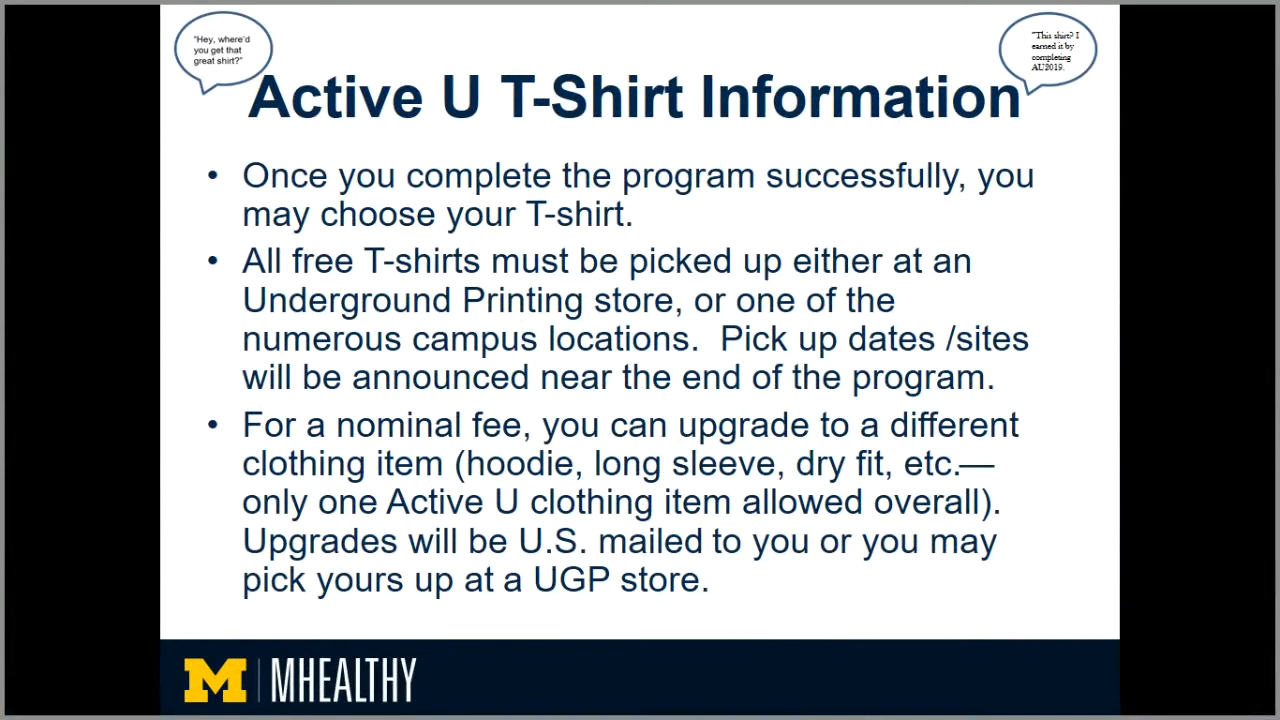 "Hey, where'd
you get that
great shirt?"
"This shirt? I
earned it by
completing
AU2019.
Active U T-Shirt Information
• Once you complete the program successfully, you
may choose your T-shirt.
• All free T-shirts must be picked up either at an
Underground Printing store, or one of the
numerous campus locations.  Pick up dates /sites
will be announced near the end of the program.
• For a nominal fee, you can upgrade to a different
clothing item (hoodie, long sleeve, dry fit, etc.—
only one Active U clothing item allowed overall).
Upgrades will be U.S. mailed to you or you may
pick yours up at a UGP store.
M | MHEALTHY